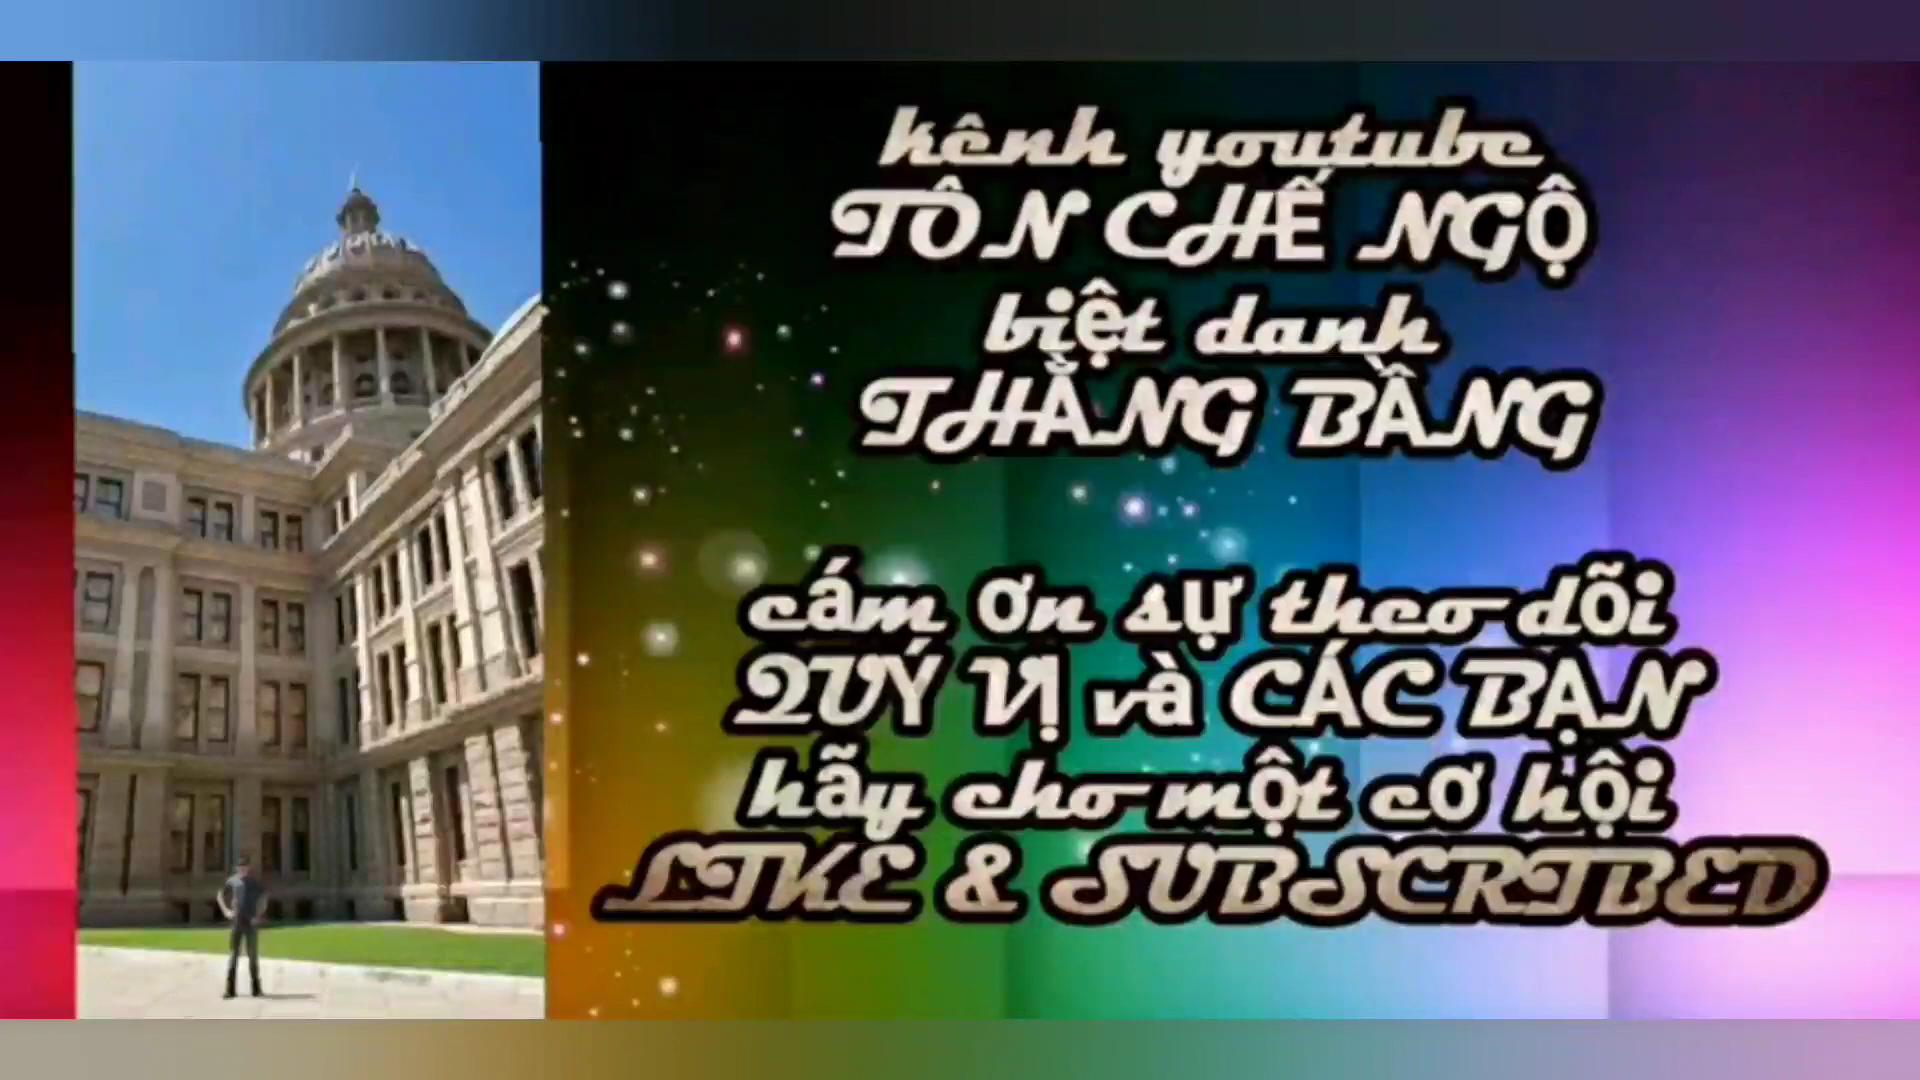 kênh youtube
TÔN CHẾ NGỘ
biệt danh
THẰNG BẦNG
cám ơn sự theo dõi
QUÝ VỊ và CÁC BẠN
hãy cho một cơ hội
LIKE & SUBSCRIBED